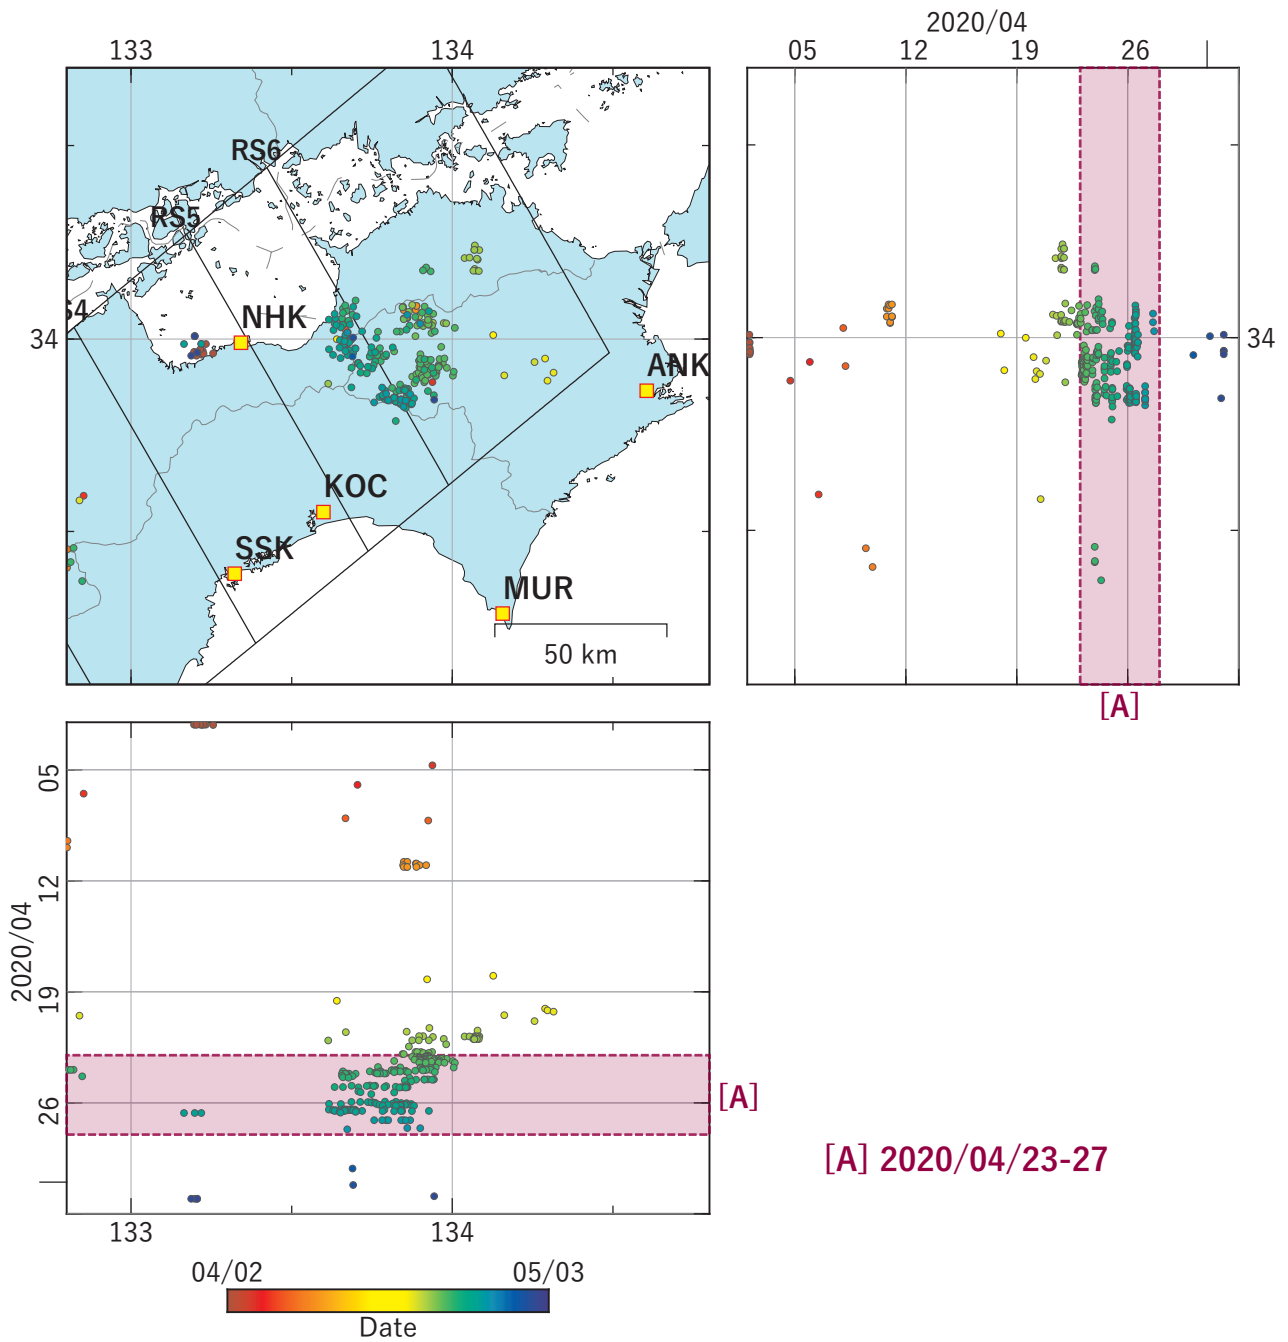 2020/04
133 134
05 12 19 26
RS6
RS5
S4
NHK
34
34
ANK
KOC
SSK
MUR
50 km
[A]
05
12
19
26
2020/04
[A]
[A] 2020/04/23-27
133 134
04/02 05/03
Date